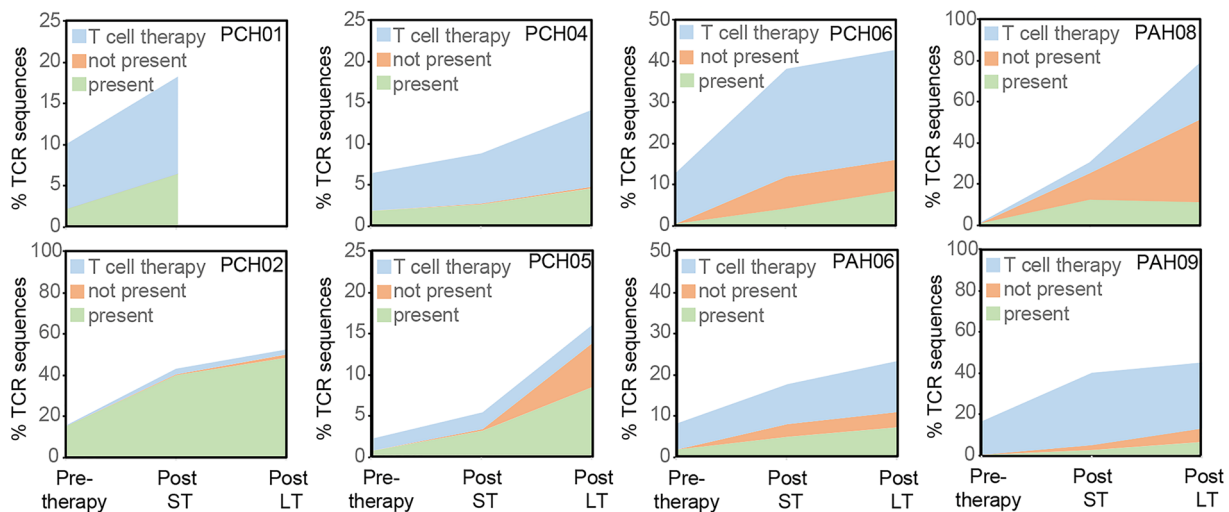 25
20
15
10
5
0
% TCR sequences
T cell therapy
not present
present
PCH01
25
20
15
10
5
0
% TCR sequences
T cell therapy
not present
present
PCH04
50
40
30
20
10
0
% TCR sequences
T cell therapy
not present
present
PCH06
100
80
60
40
20
0
% TCR sequences
T cell therapy
not present
present
PAH08
100
80
60
40
20
0
% TCR sequences
T cell therapy
not present
present
PCH02
Pre-
therapy
Post
ST
Post
LT
25
20
15
10
5
0
% TCR sequences
T cell therapy
not present
present
PCH05
Pre-
therapy
Post
ST
Post
LT
50
40
30
20
10
0
% TCR sequences
T cell therapy
not present
present
PAH06
Pre-
therapy
Post
ST
Post
LT
100
80
60
40
20
0
% TCR sequences
T cell therapy
not present
present
PAH09
Pre-
therapy
Post
ST
Post
LT